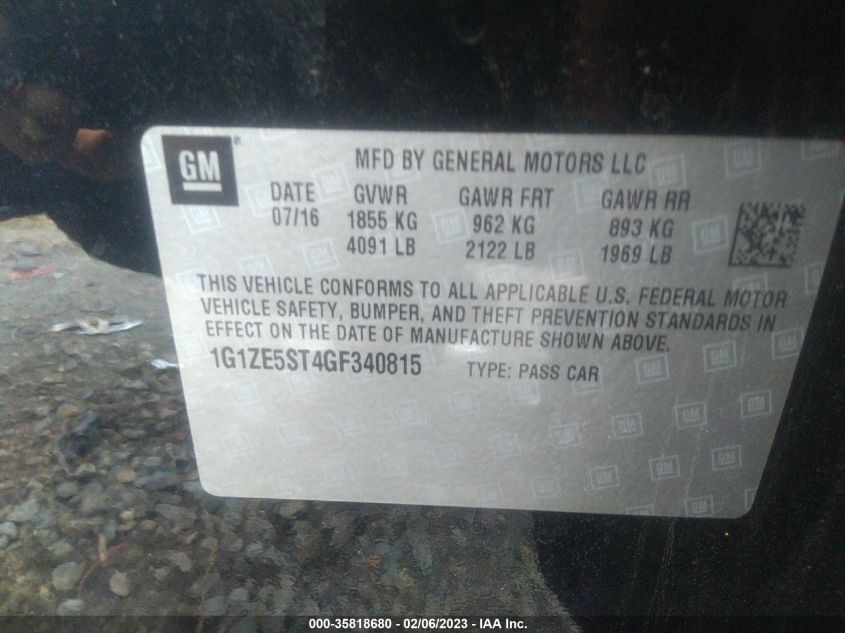 GM ®
MFD BY GENERAL MOTORS LLC
DATE GVWR GAWR FRT GAWR RR
07/16 1855 KG 962 KG 893 KG
4091 LB 2122 LB 1969 LB
THIS VEHICLE CONFORMS TO ALL APPLICABLE U.S. FEDERAL MOTOR
VEHICLE SAFETY, BUMPER, AND THEFT PREVENTION STANDARDS IN
EFFECT ON THE DATE OF MANUFACTURE SHOWN ABOVE.
1G1ZE5ST4GF340815 TYPE: PASS CAR
000-35818680 - 02/06/2023 - IAA Inc.